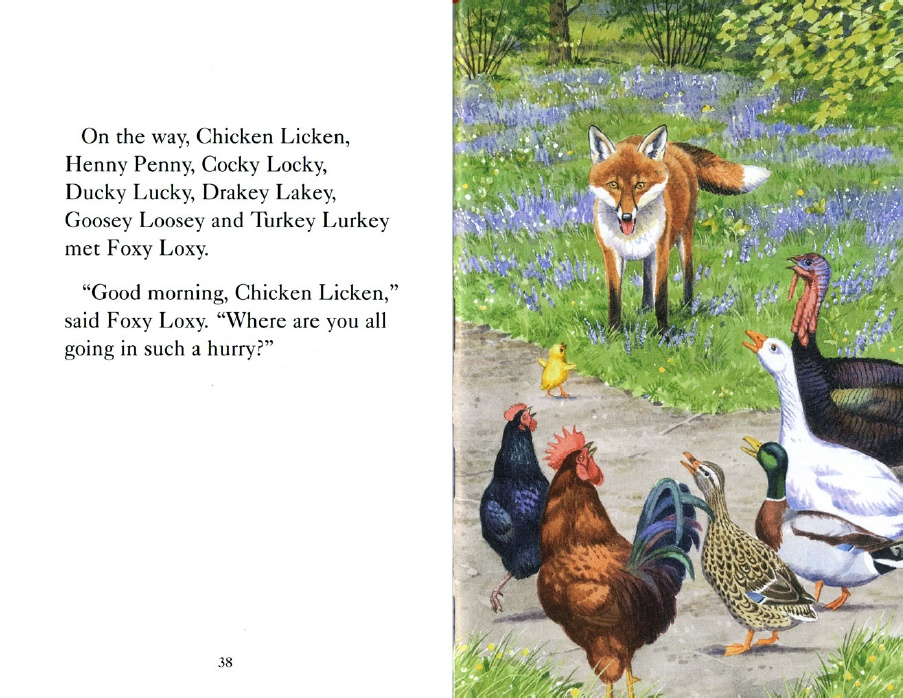 On the way, Chicken Licken,
Henny Penny, Cocky Locky,
Ducky Lucky, Drakey Lakey,
Goosey Loosey and Turkey Lurkey
met Foxy Loxy.
“Good morning, Chicken Licken,”
said Foxy Loxy. “Where are you all
going in such a hurry?”
38